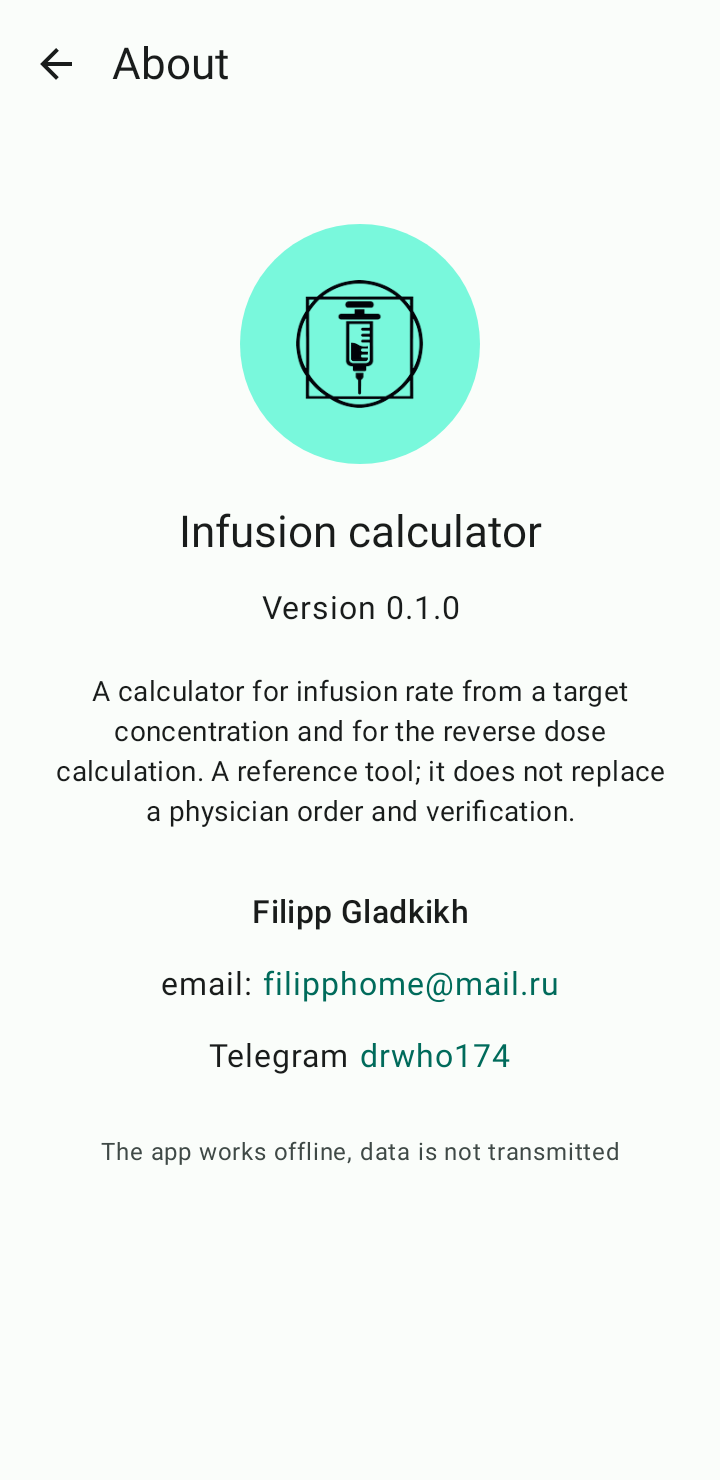 About
Infusion calculator
Version 0.1.0
A calculator for infusion rate from a target
concentration and for the reverse dose
calculation. A reference tool; it does not replace
a physician order and verification.
Filipp Gladkikh
email: filipphome@mail.ru
Telegram drwho174
The app works offline, data is not transmitted